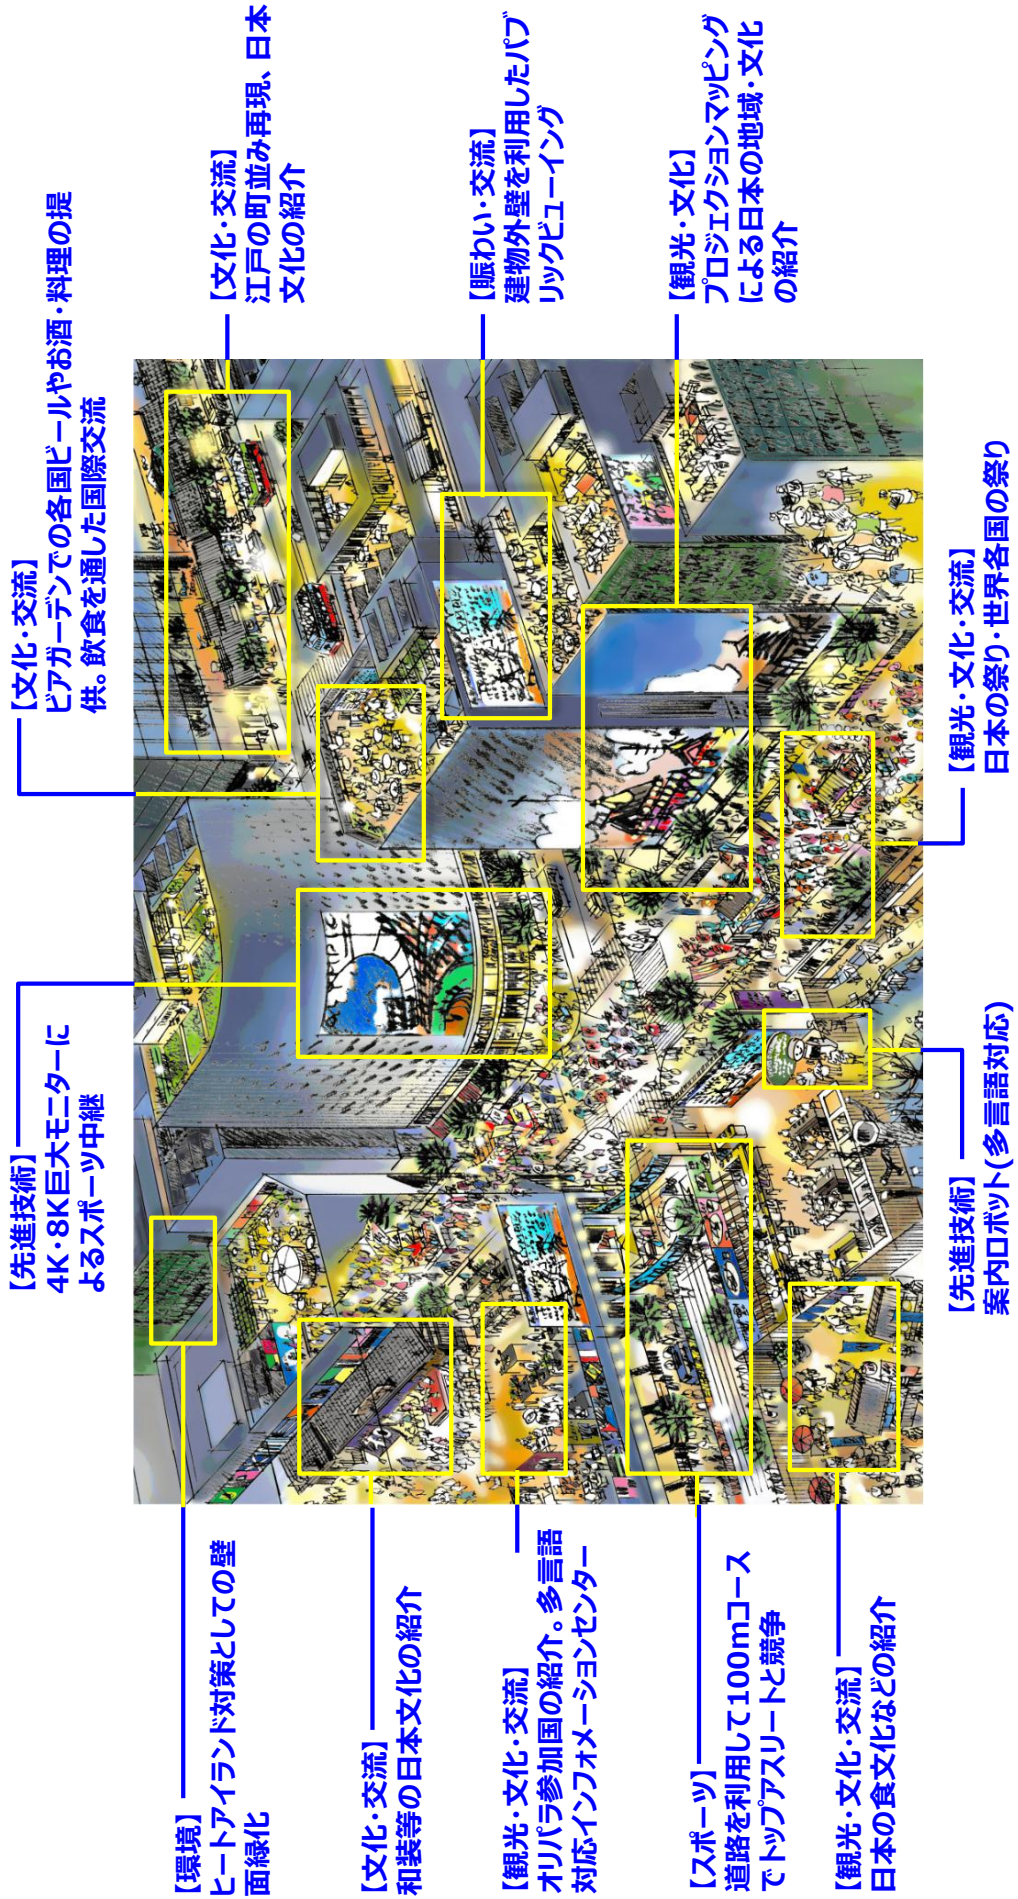 【環境】
ヒートアイランド対策としての壁
面緑化
【先進技術】
4K・8K巨大モニターに
よるスポーツ中継
【文化・交流】
ビアガーデンでの各国ビールやお酒・料理の提
供。飲食を通した国際交流
【文化・交流】
江戸の町並み再現、日本
文化の紹介
【文化・交流】
和装等の日本文化の紹介
【賑わい・交流】
建物外壁を利用したパブ
リックビューイング
【観光・文化・交流】
オリパラ参加国の紹介。多言語
対応インフォメーションセンター
【観光・文化】
プロジェクションマッピング
による日本の地域・文化
の紹介
【スポーツ】
道路を利用して100mコース
でトップアスリートと競争
【観光・文化・交流】
日本の食文化などの紹介
【先進技術】
案内ロボット(多言語対応)
【観光・文化・交流】
日本の祭り・世界各国の祭り